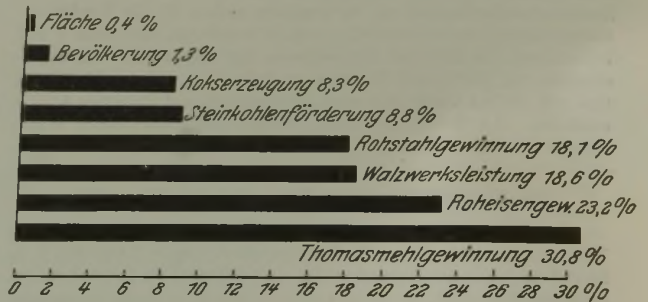 Fläche 0,4 %
Bevölkerung 1,3 %
Kokserzeugung 8,3 %
Steinkohlenförderung 8,8 %
Rohstahlgewinnung 18,1 %
Walzwerksleistung 18,6 %
Roheisengew. 23,2 %
Thomasmehlgewinnung 30,8 %
0 2 4 6 8 10 12 14 16 18 20 22 24 26 28 30 %